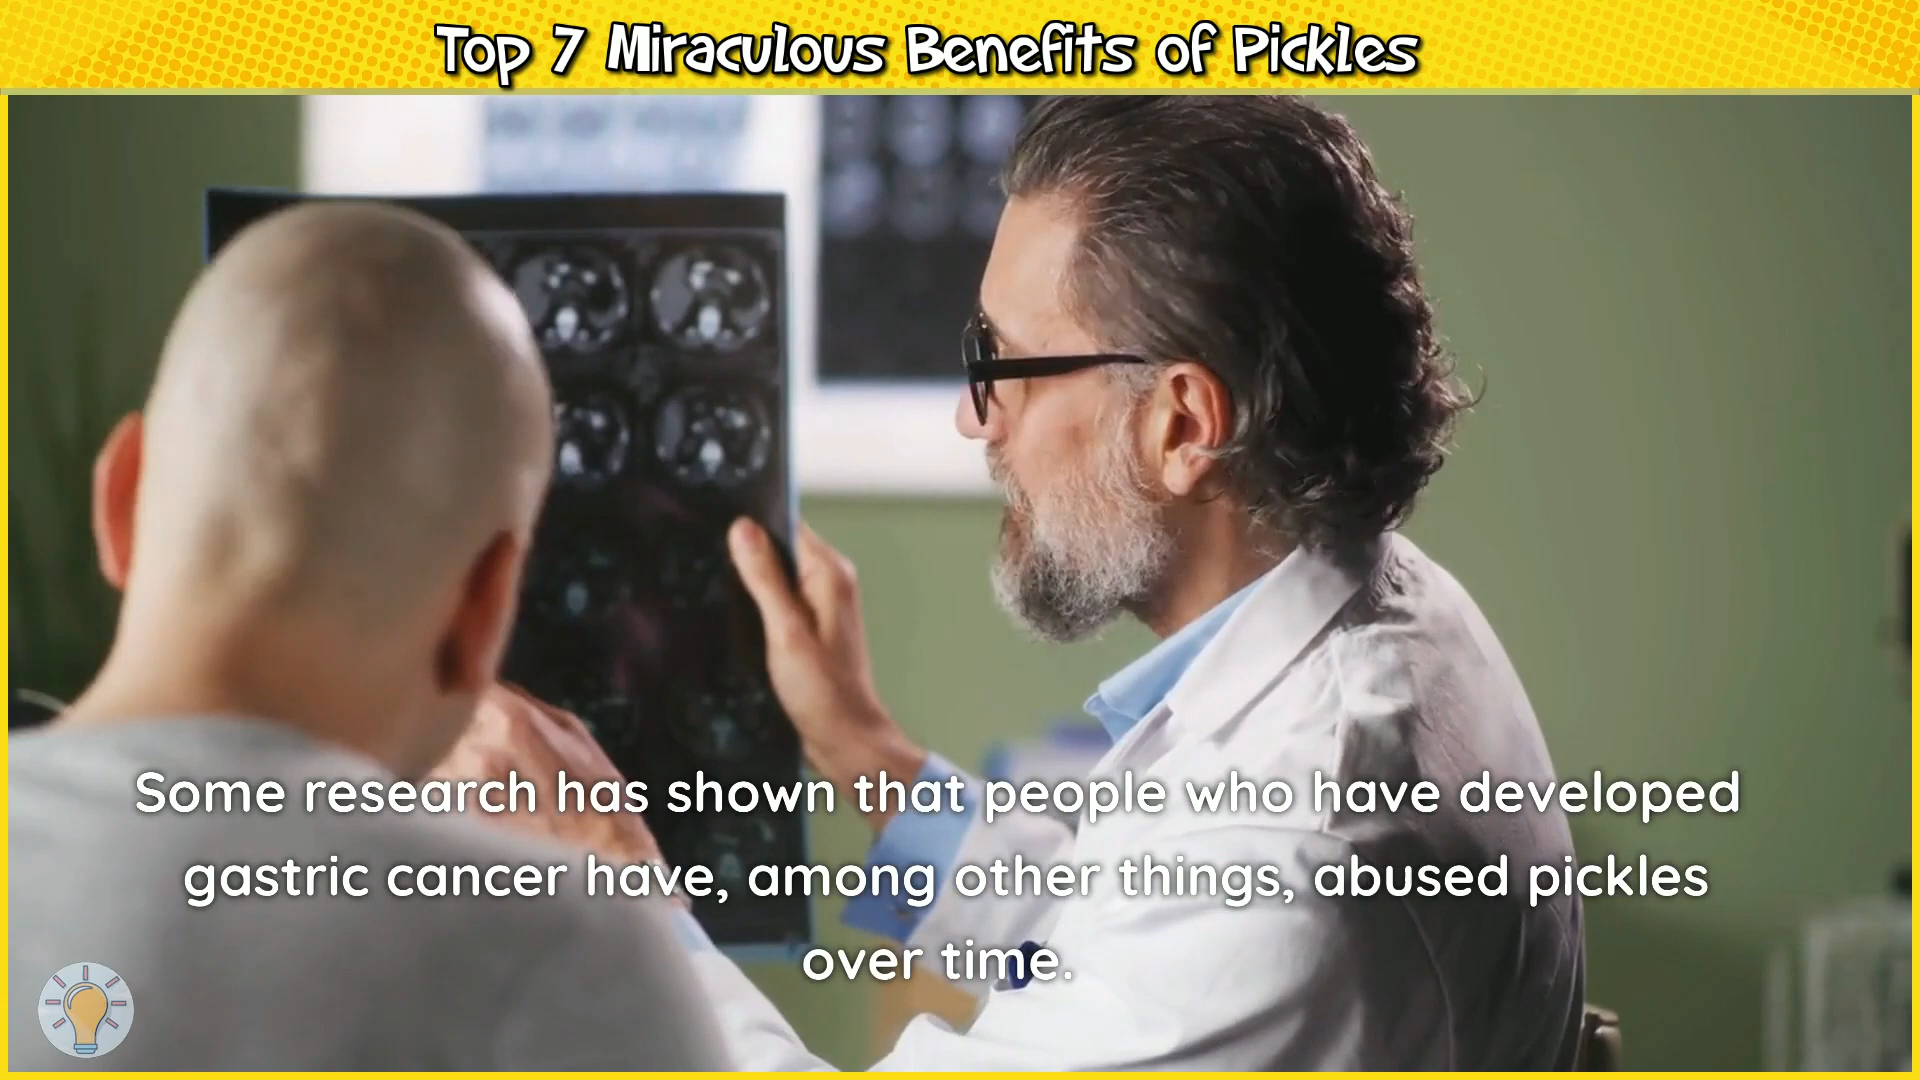 Top 7 Miraculous Benefits of Pickles
Some research has shown that people who have developed
gastric cancer have, among other things, abused pickles
over time.